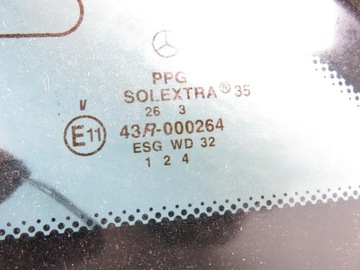 PPG
SOLEXTRA® 35
26 3
V
E11 43R-000264
ESG WD 32
1 2 4